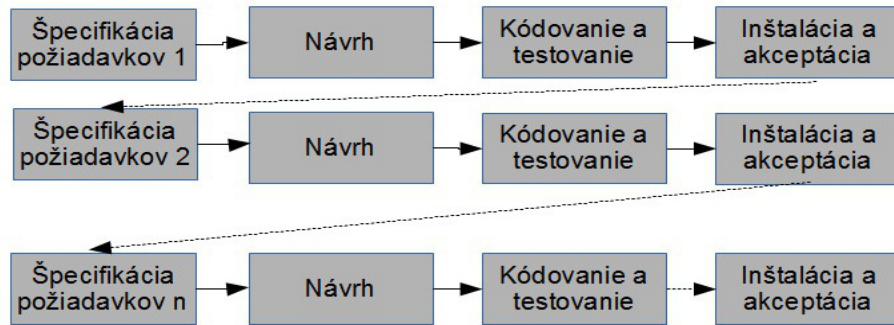 Špecifikácia
požiadavkov 1
Návrh
Kódovanie a
testovanie
Inštalácia a
akceptácia
Špecifikácia
požiadavkov 2
Návrh
Kódovanie a
testovanie
Inštalácia a
akceptácia
Špecifikácia
požiadavkov n
Návrh
Kódovanie a
testovanie
Inštalácia a
akceptácia